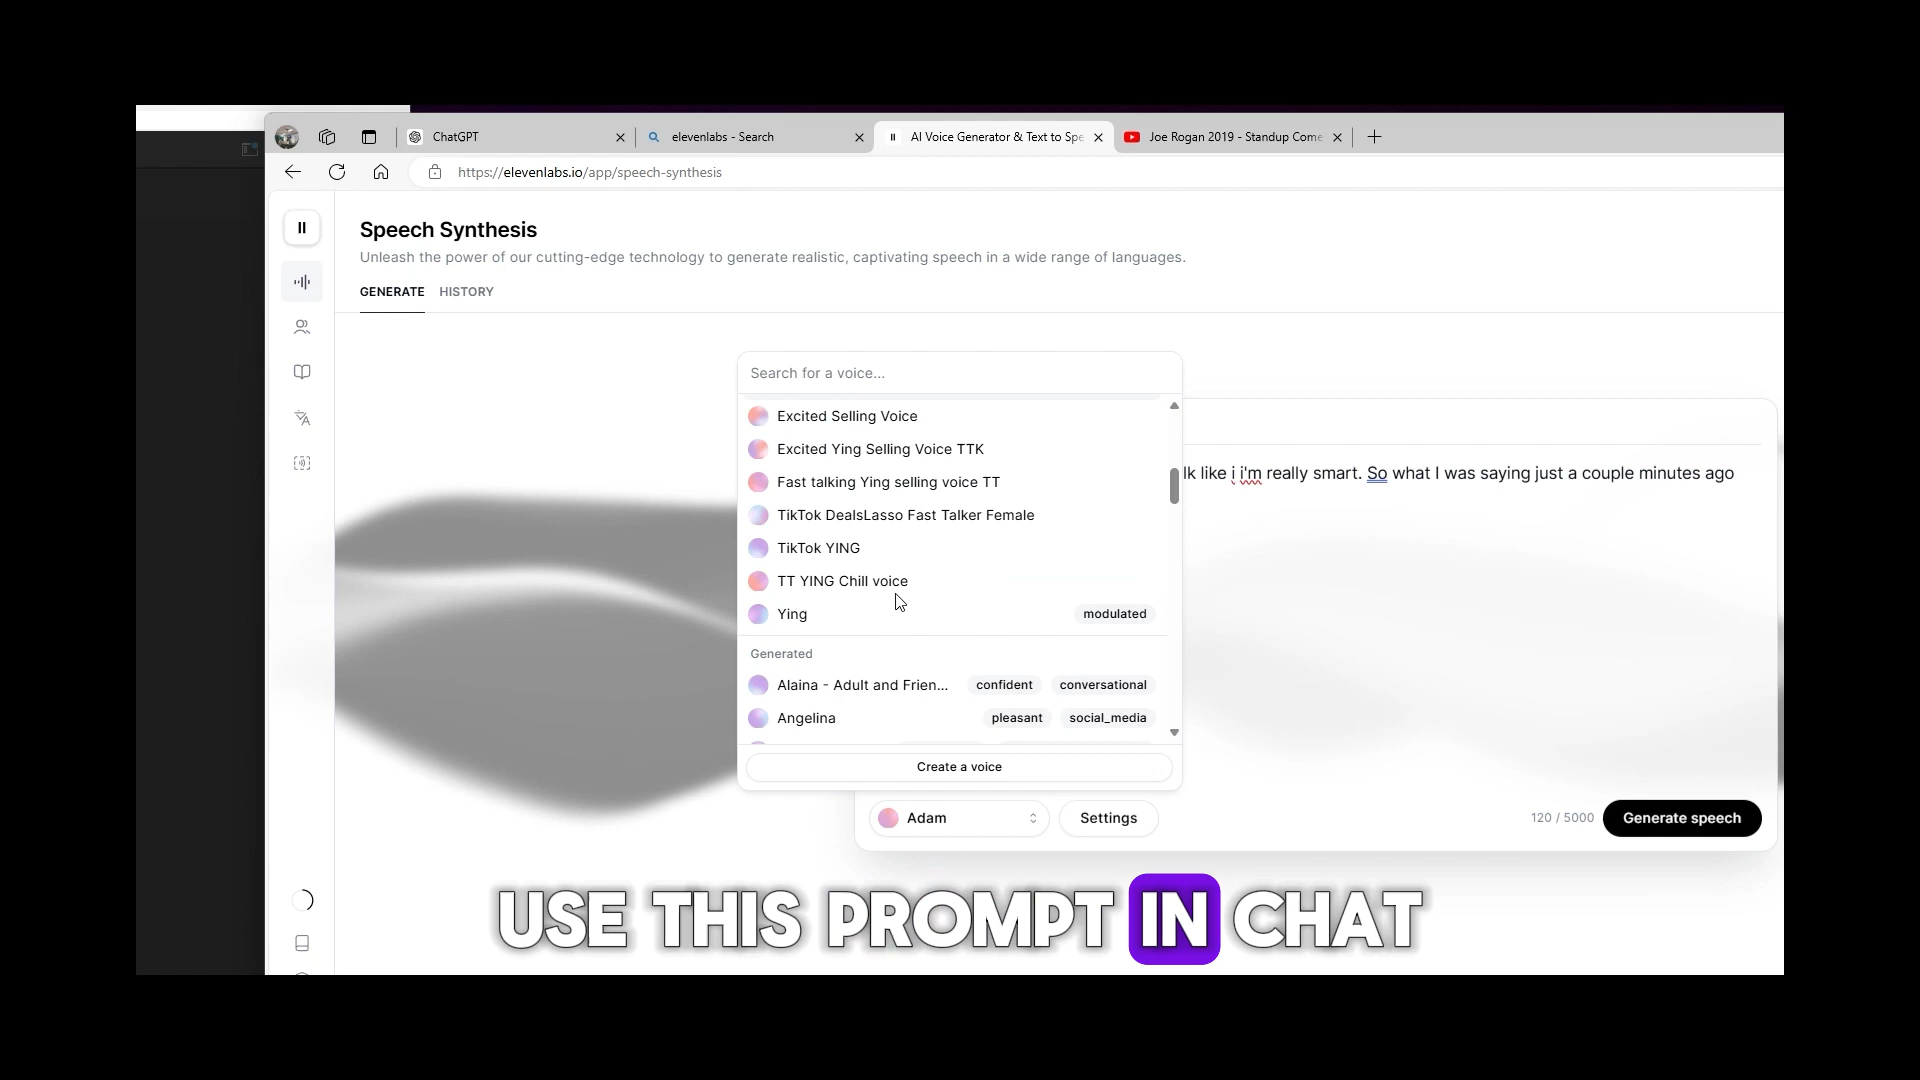 ChatGPT
elevenlabs - Search
AI Voice Generator & Text to Spe
Joe Rogan 2019 - Standup Come
https://elevenlabs.io/app/speech-synthesis
Speech Synthesis
Unleash the power of our cutting-edge technology to generate realistic, captivating speech in a wide range of languages.
GENERATE HISTORY
Search for a voice...
Excited Selling Voice
Excited Ying Selling Voice TTK
lk like i i'm really smart. So what I was saying just a couple minutes ago
Fast talking Ying selling voice TT
TikTok DealsLasso Fast Talker Female
TikTok YING
TT YING Chill voice
Ying modulated
Generated
Alaina - Adult and Frien... confident conversational
Angelina pleasant social_media
Create a voice
Adam Settings 120 / 5000 Generate speech
USE THIS PROMPT IN CHAT